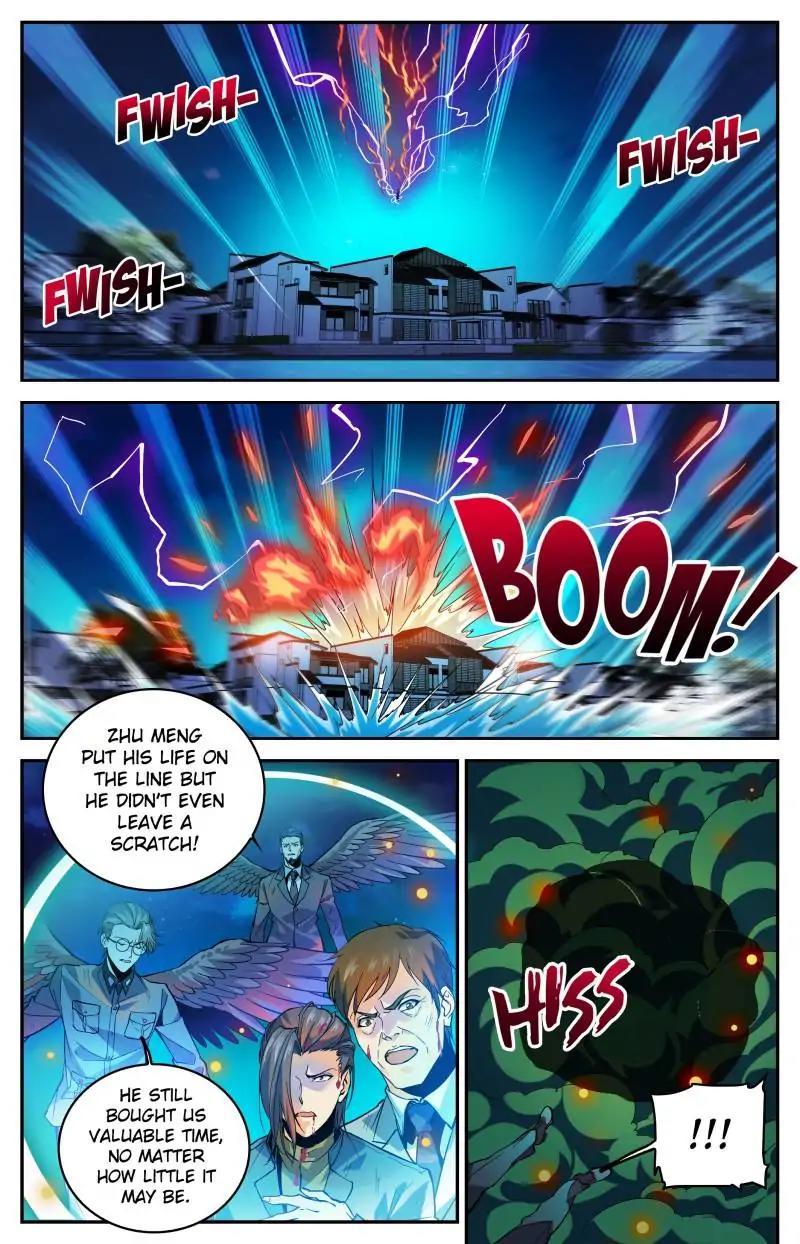 FWISH-
FWISH-
FWISH-
BOOM!
ZHU MENG
PUT HIS LIFE ON
THE LINE BUT
HE DIDN'T EVEN
LEAVE A
SCRATCH!
HE STILL
BOUGHT US
VALUABLE TIME,
NO MATTER
HOW LITTLE IT
MAY BE.
HISS
!!!